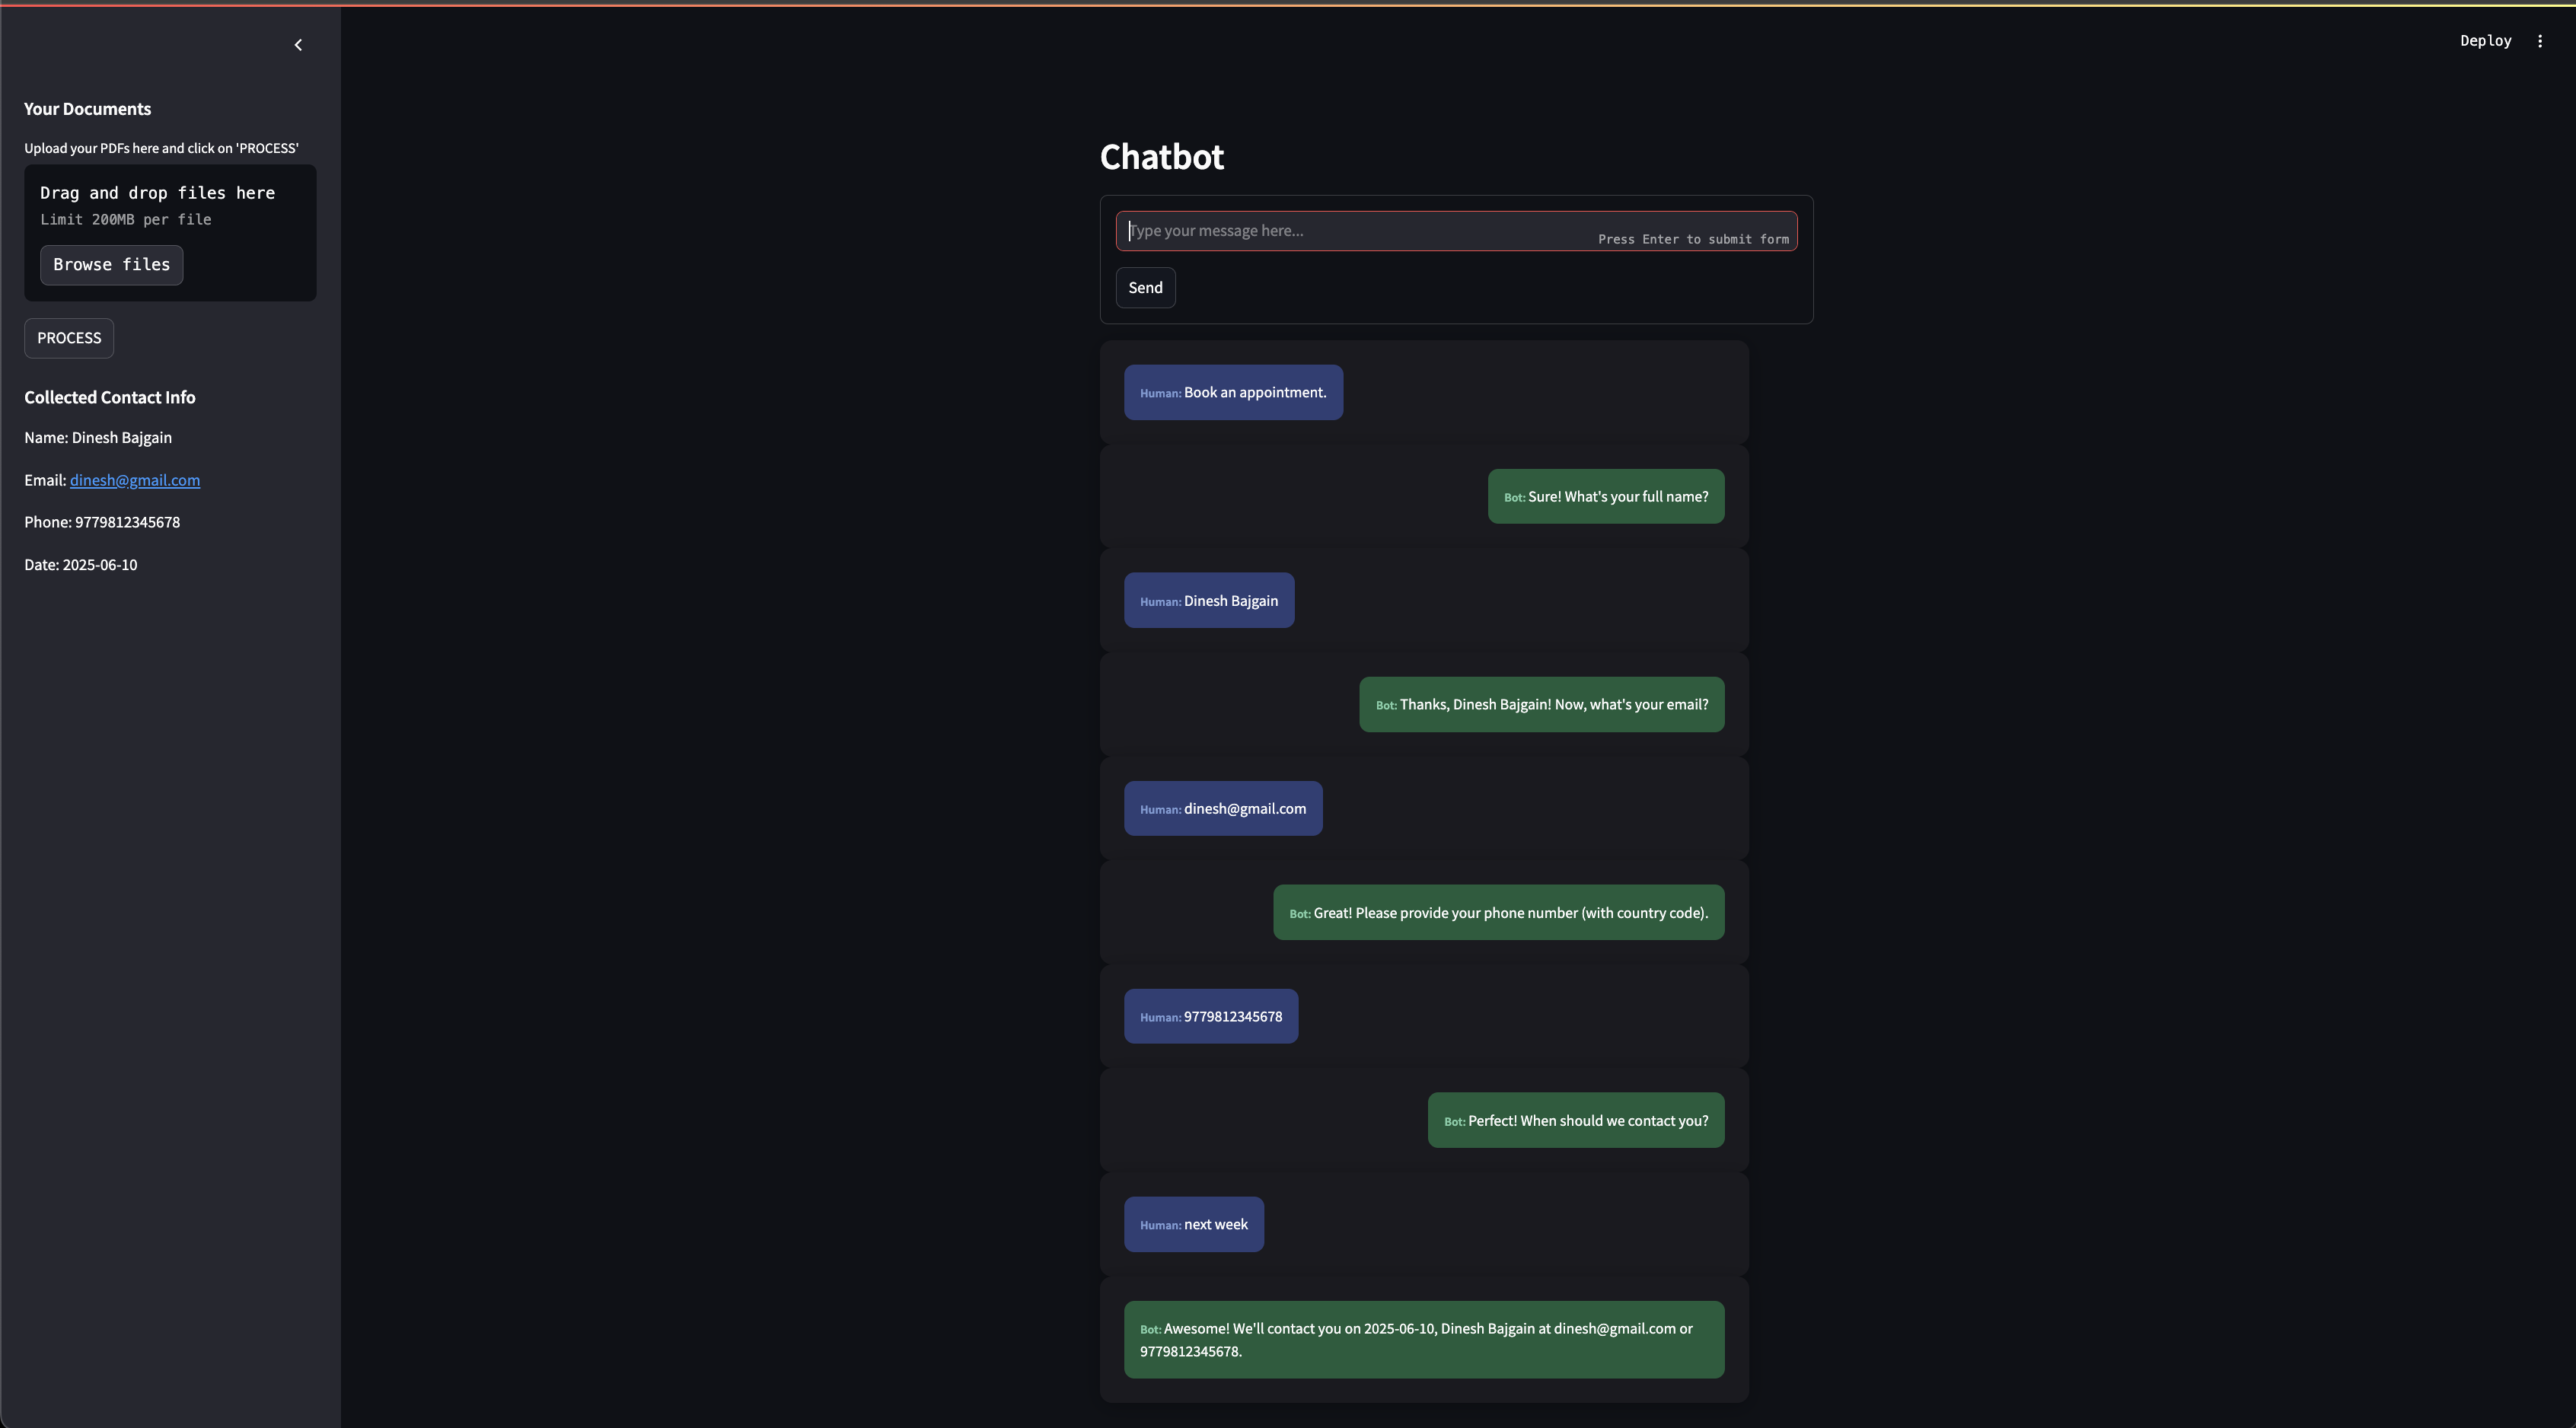 Deploy
Your Documents
Upload your PDFs here and click on 'PROCESS'
Drag and drop files here
Limit 200MB per file
Browse files
PROCESS
Collected Contact Info
Name: Dinesh Bajgain
Email: dinesh@gmail.com
Phone: 9779812345678
Date: 2025-06-10
Chatbot
Type your message here...
Press Enter to submit form
Send
Human: Book an appointment.
Bot: Sure! What's your full name?
Human: Dinesh Bajgain
Bot: Thanks, Dinesh Bajgain! Now, what's your email?
Human: dinesh@gmail.com
Bot: Great! Please provide your phone number (with country code).
Human: 9779812345678
Bot: Perfect! When should we contact you?
Human: next week
Bot: Awesome! We'll contact you on 2025-06-10, Dinesh Bajgain at dinesh@gmail.com or
9779812345678.